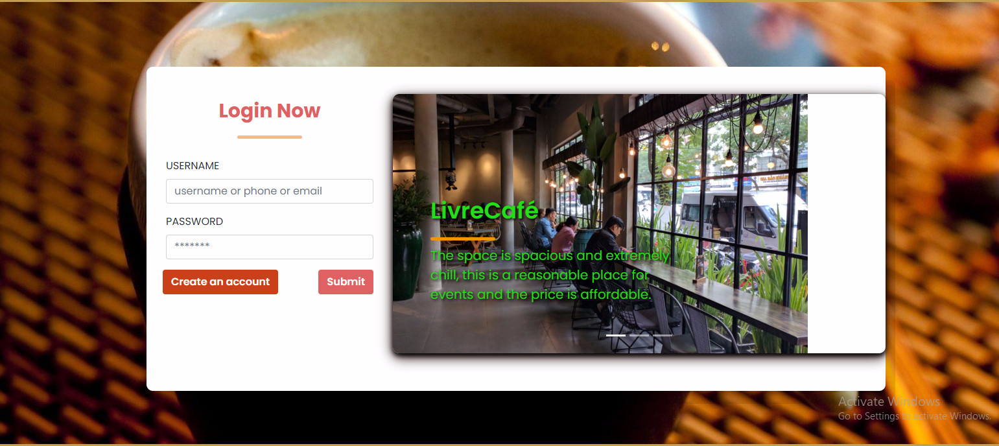 Login Now
USERNAME
username or phone or email
PASSWORD
*******
Create an account
Submit
LivreCafé
The space is spacious and extremely
chill, this is a reasonable place for
events and the price is affordable.
Activate Windows
Go to Settings to activate Windows.